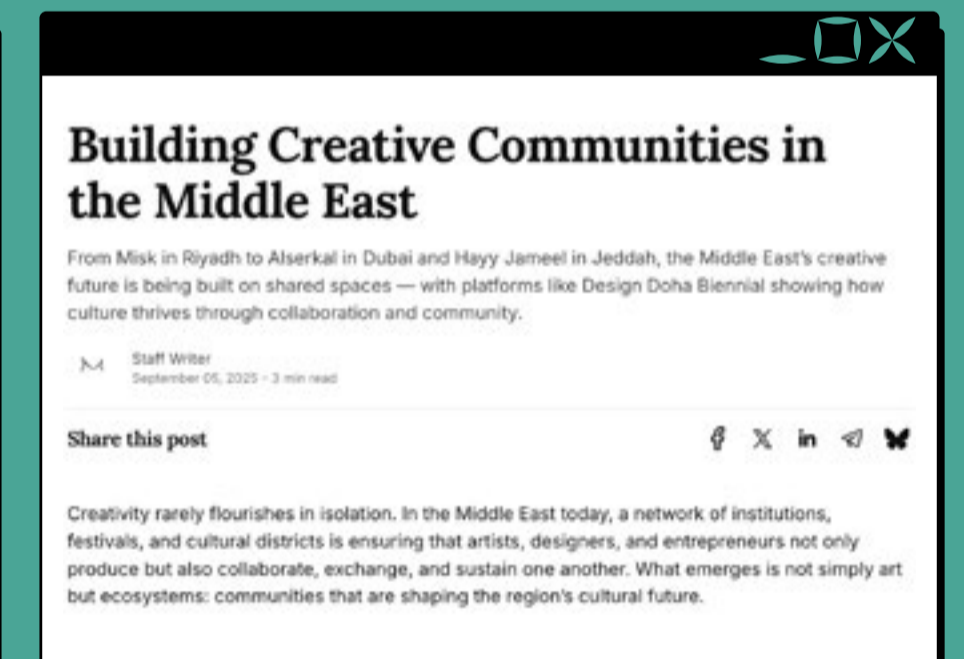 Building Creative Communities in
the Middle East
From Misk in Riyadh to Alserkal in Dubai and Hayy Jameel in Jeddah, the Middle East's creative
future is being built on shared spaces — with platforms like Design Doha Biennial showing how
culture thrives through collaboration and community.
Staff Writer
September 05, 2025 - 3 min read
Share this post
Creativity rarely flourishes in isolation. In the Middle East today, a network of institutions,
festivals, and cultural districts is ensuring that artists, designers, and entrepreneurs not only
produce but also collaborate, exchange, and sustain one another. What emerges is not simply art
but ecosystems: communities that are shaping the region's cultural future.